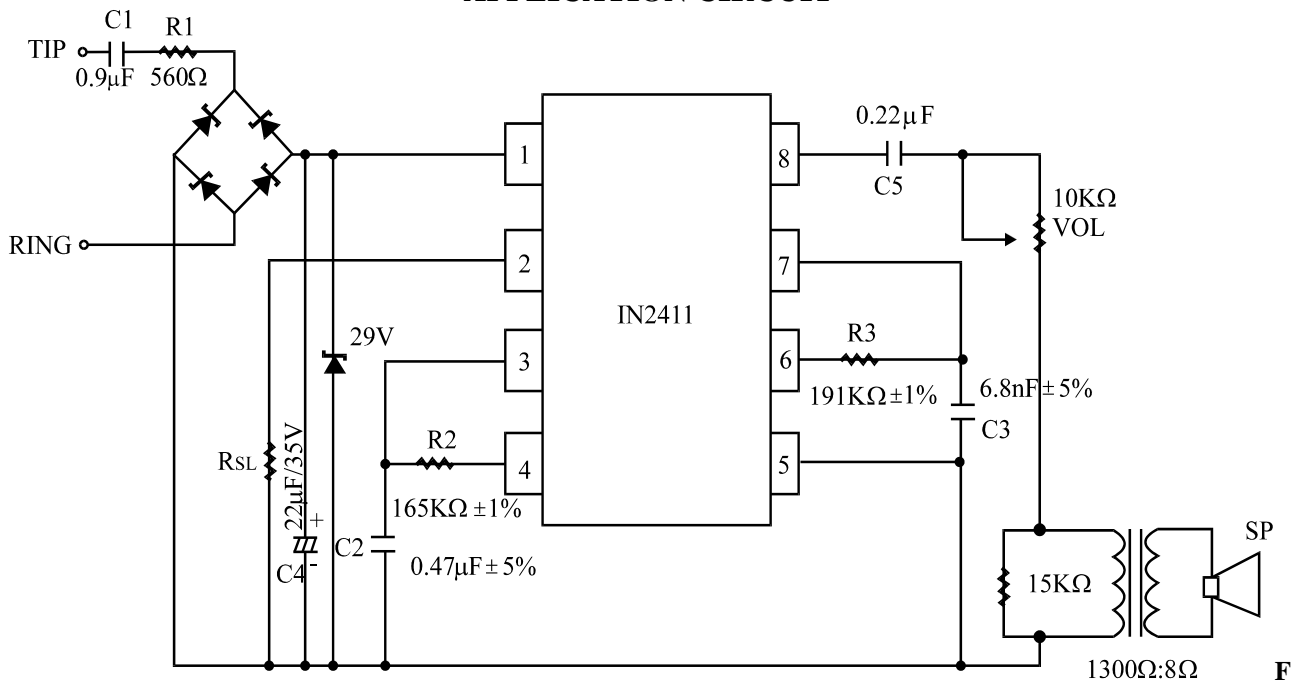 APPLICATION CIRCUIT
C1
R1
TIP
0.9µF
560Ω
RING
1
2
3
4
IN2411
8
7
6
5
0.22µF
C5
10KΩ
VOL
29V
R3
191KΩ±1%
6.8nF±5%
C3
RSL
22µF/35V
+
C4
-
R2
165KΩ±1%
C2
0.47µF±5%
15KΩ
SP
1300Ω:8Ω
F